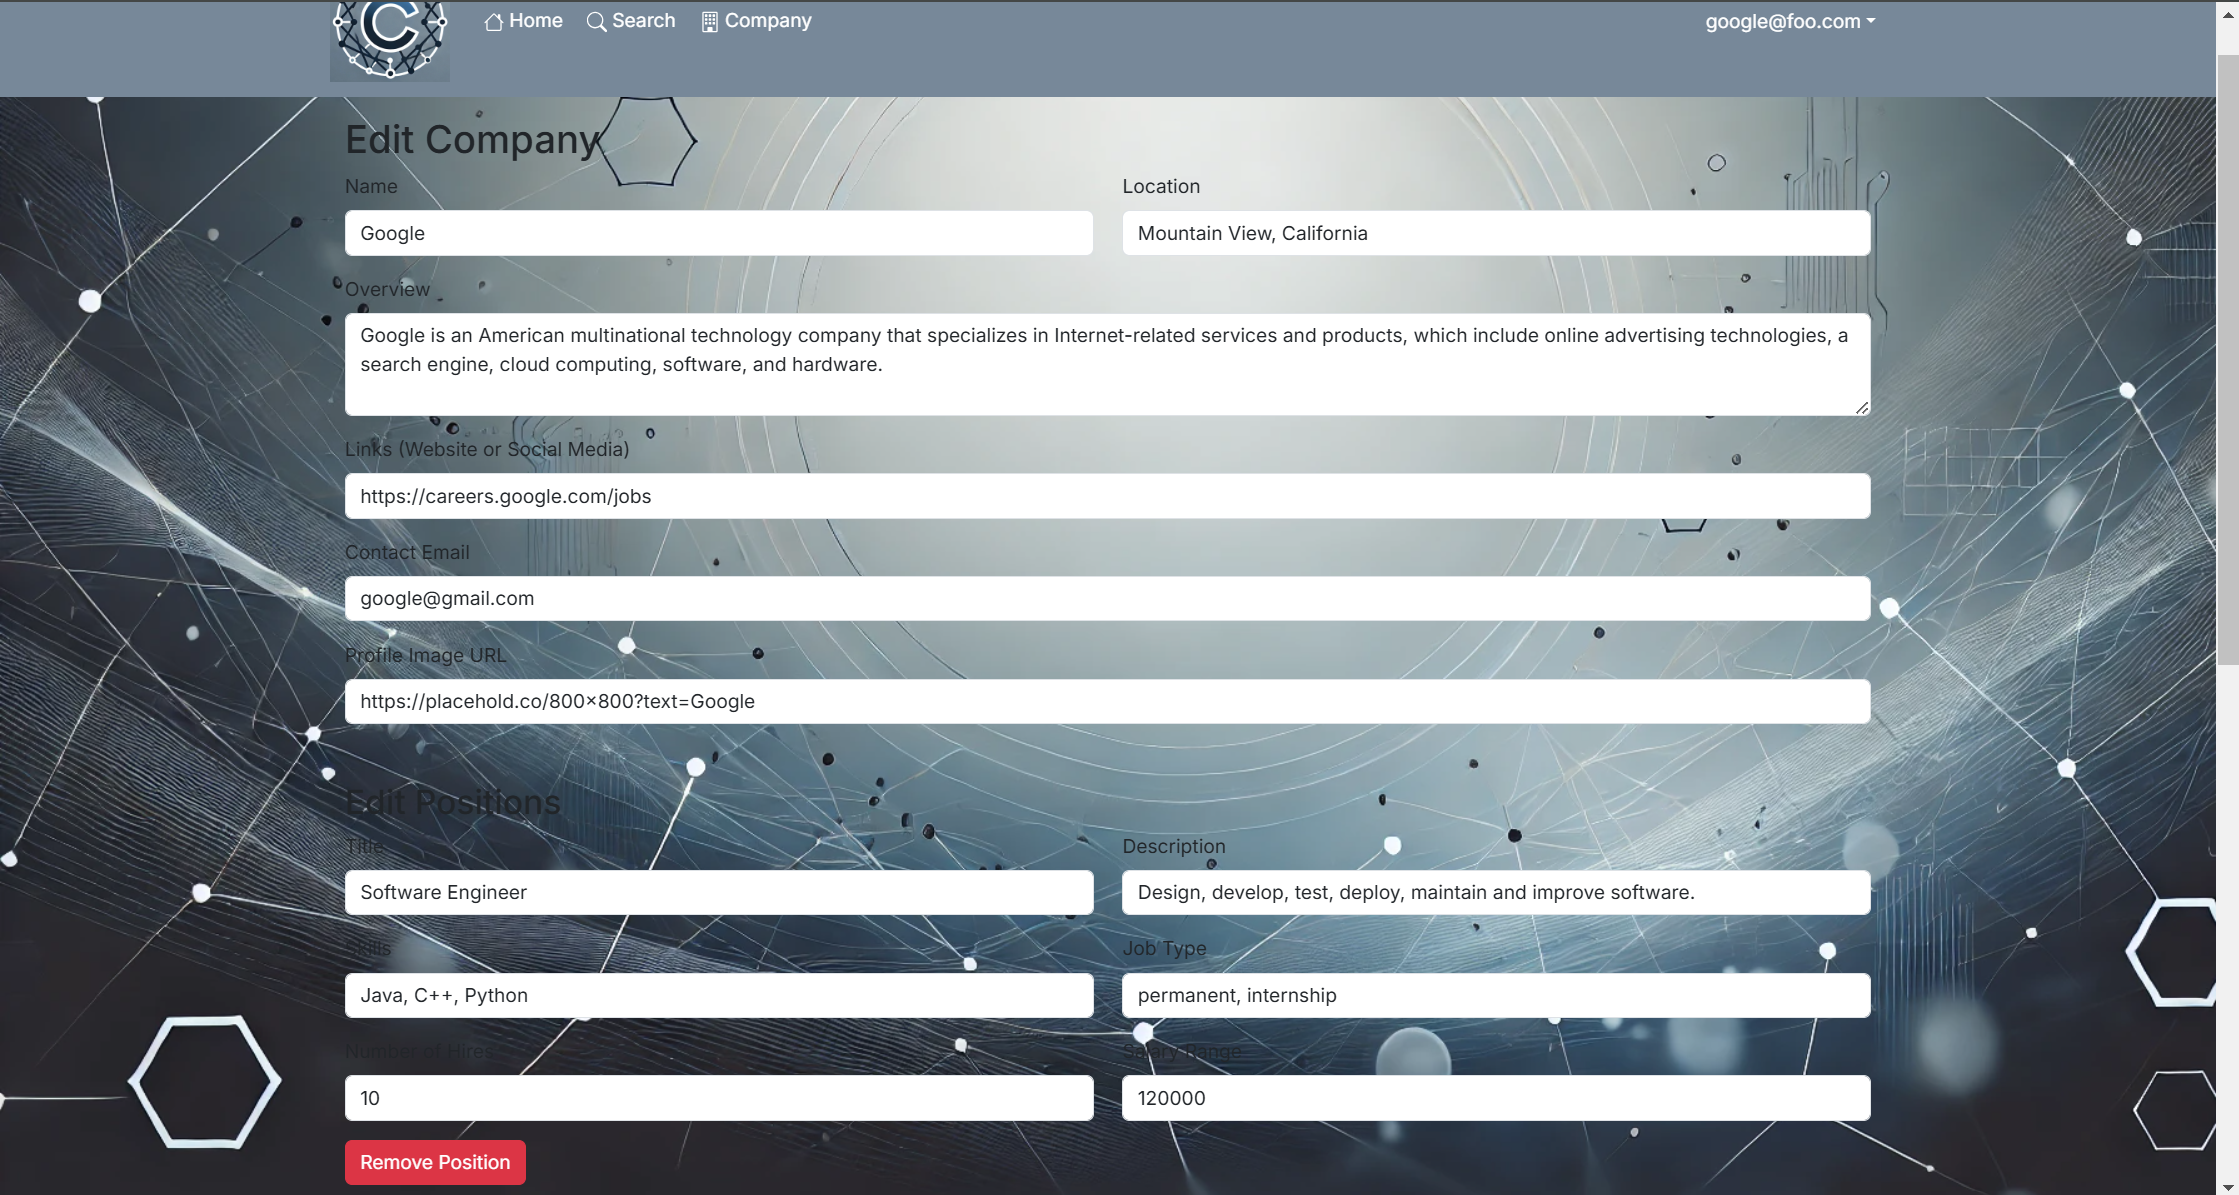 C
Home
Search
Company
google@foo.com
Edit Company
Name
Location
Google
Mountain View, California
Overview
Google is an American multinational technology company that specializes in Internet-related services and products, which include online advertising technologies, a
search engine, cloud computing, software, and hardware.
Links (Website or Social Media)
https://careers.google.com/jobs
Contact Email
google@gmail.com
Profile Image URL
https://placehold.co/800×800?text=Google
Edit Positions
Title
Description
Software Engineer
Design, develop, test, deploy, maintain and improve software.
Skills
Job Type
Java, C++, Python
permanent, internship
Number of Hires
Salary Range
10
120000
Remove Position